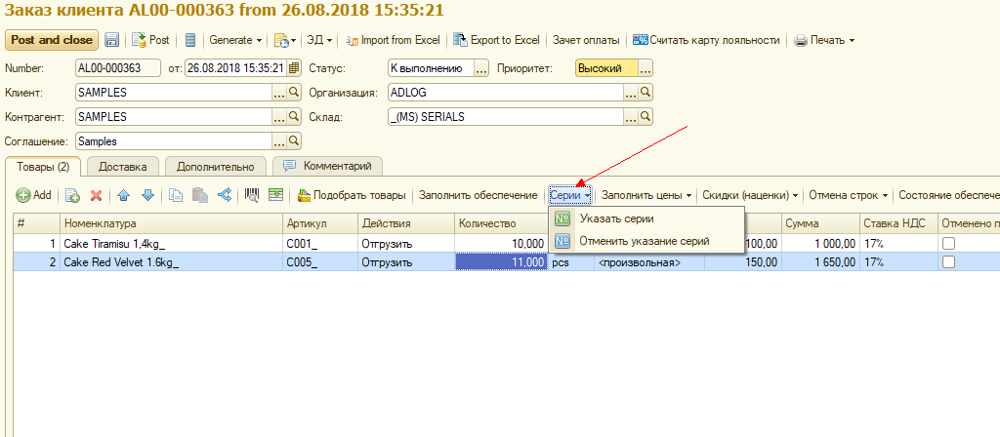 Заказ клиента AL00-000363 from 26.08.2018 15:35:21
Post and close Post Generate ЭД Import from Excel Export to Excel Зачет оплаты Считать карту лояльности Печать
Number: AL00-000363 от: 26.08.2018 15:35:21 Статус: К выполнению ... Приоритет: Высокий ...
Клиент: SAMPLES ... Организация: ADLOG ...
Контрагент: SAMPLES ... Склад: _(MS) SERIALS ...
Соглашение: Samples ...
Товары (2) Доставка Дополнительно Комментарий
Add Подобрать товары Заполнить обеспечение Серии Заполнить цены Скидки (наценки) Отмена строк Состояние обеспече
# Номенклатура Артикул Действия Количество Сумма Ставка НДС Отменено п
Указать серии
Отменить указание серий
1 Cake Tiramisu 1,4kg_ C001_ Отгрузить 10,000 100,00 1 000,00 17%
2 Cake Red Velvet 1.6kg_ C005_ Отгрузить 11,000 pcs <произвольная> 150,00 1 650,00 17%